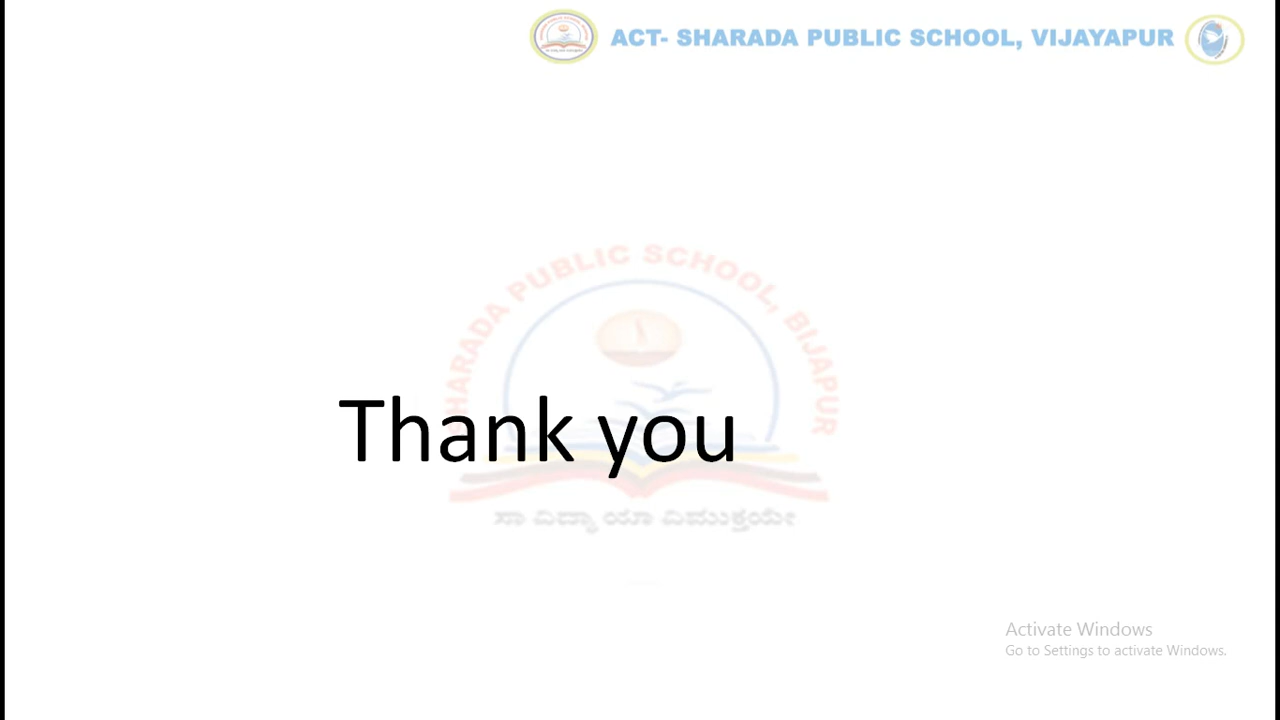 ACT- SHARADA PUBLIC SCHOOL, VIJAYAPUR
SHARADA PUBLIC SCHOOL, BIJAPUR
Thank you
ಸಾ ವಿದ್ಯಾ ಯಾ ವಿಮುಕ್ತಯೇ
Activate Windows
Go to Settings to activate Windows.